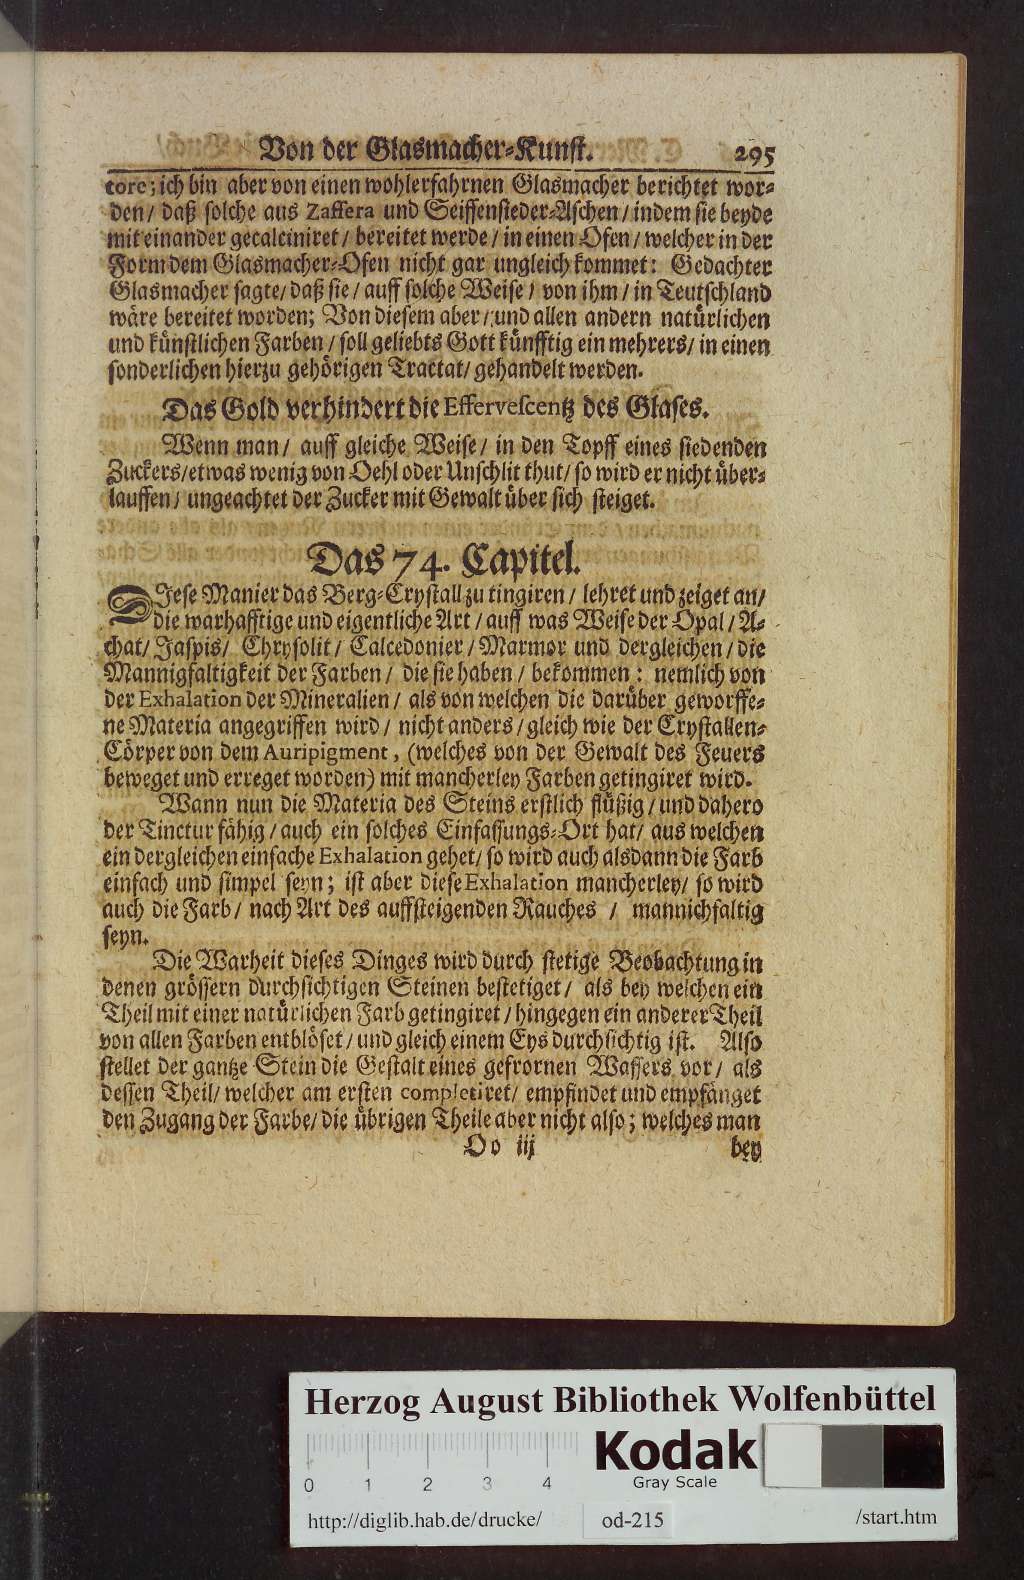 Von der Glasmacher-Kunst. 295
tore; ich bin aber von einen wohlerfahrnen Glasmacher berichtet wor-
den/ daß solche aus Zaffera und Seiffensieder-Aschen/ indem sie beyde
mit einander gecalciniret/ bereitet werde/ in einen Ofen/ welcher in der
Form dem Glasmacher-Ofen nicht gar ungleich kommet: Gedachter
Glasmacher sagte/ daß sie/ auff solche Weise/ von ihm/ in Teutschland
wäre bereitet worden; Von diesem aber/ und allen andern natürlichen
und künstlichen Farben/ soll geliebts Gott künfftig ein mehrers/ in einen
sonderlichen hierzu gehörigen Tractat/ gehandelt werden.
Das Gold verhindert die Effervescentz des Glases.
Wenn man/ auff gleiche Weise/ in den Topff eines siedenden
Zuckers/ etwas wenig von Oehl oder Unschlit thut/ so wird er nicht über-
lauffen/ ungeachtet der Zucker mit Gewalt über sich steiget.
Das 74. Capitel.
DIese Manier das Berg-Crystall zu tingiren/ lehret und zeiget an/
die warhafftige und eigentliche Art/ auff was Weise der Opal/ A-
chat/ Jaspis/ Chrysolit/ Calcedonier/ Marmor und dergleichen/ die
Mannigfaltigkeit der Farben/ die sie haben/ bekommen: nemlich von
der Exhalation der Mineralien/ als von welchen die darüber geworffe-
ne Materia angegriffen wird/ nicht anders/ gleich wie der Crystallen-
Cörper von dem Auripigment, (welches von der Gewalt des Feuers
beweget und erreget worden) mit mancherley Farben getingiret wird.
Wann nun die Materia des Steins erstlich flüßig/ und dahero
der Tinctur fähig/ auch ein solches Einfassungs-Ort hat/ aus welchen
ein dergleichen einfache Exhalation gehet/ so wird auch alsdann die Farb
einfach und simpel seyn; ist aber diese Exhalation mancherley/ so wird
auch die Farb/ nach Art des auffsteigenden Rauches / mannichfaltig
seyn.
Die Warheit dieses Dinges wird durch stetige Beobachtung in
denen grössern durchsichtigen Steinen bestetiget/ als bey welchen ein
Theil mit einer natürlichen Farb getingiret/ hingegen ein anderer Theil
von allen Farben entblöset/ und gleich einem Eys durchsichtig ist. Also
stellet der gantze Stein die Gestalt eines gefrornen Wassers vor/ als
dessen Theil/ welcher am ersten completiret/ empfindet und empfänget
den Zugang der Farbe/ die übrigen Theile aber nicht also; welches man
Oo iij bey
Herzog August Bibliothek Wolfenbüttel
0 1 2 3 4
Kodak
Gray Scale
http://diglib.hab.de/drucke/ od-215 /start.htm